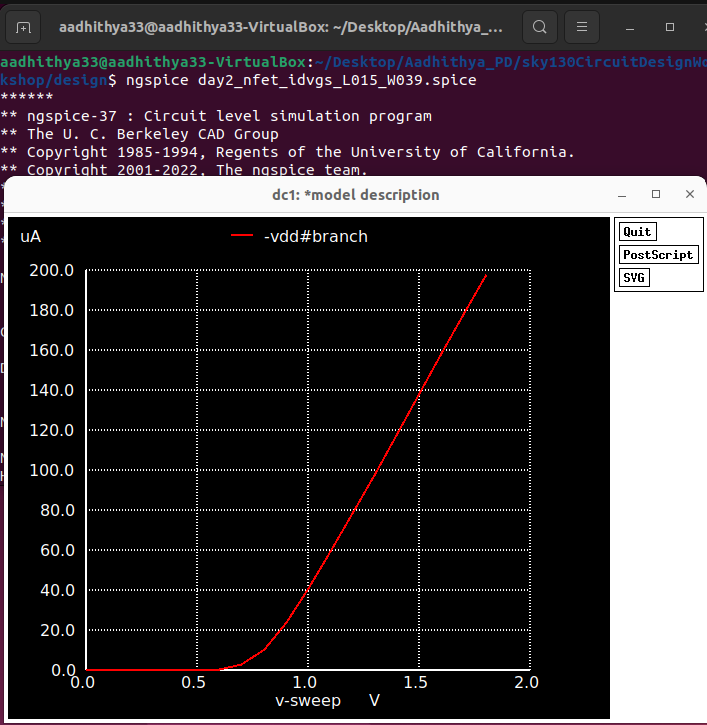 aadhithya33@aadhithya33-VirtualBox: ~/Desktop/Aadhithya_...
aadhithya33@aadhithya33-VirtualBox:~/Desktop/Aadhithya_PD/sky130CircuitDesignWo
kshop/design$ ngspice day2_nfet_idvgs_L015_W039.spice
******
** ngspice-37 : Circuit level simulation program
** The U. C. Berkeley CAD Group
** Copyright 1985-1994, Regents of the University of California.
** Copyright 2001-2022, The ngspice team.
dc1: *model description
uA
-vdd#branch
Quit
PostScript
SVG
200.0
180.0
160.0
140.0
120.0
100.0
80.0
60.0
40.0
20.0
0.0
0.0 0.5 1.0 1.5 2.0
v-sweep V